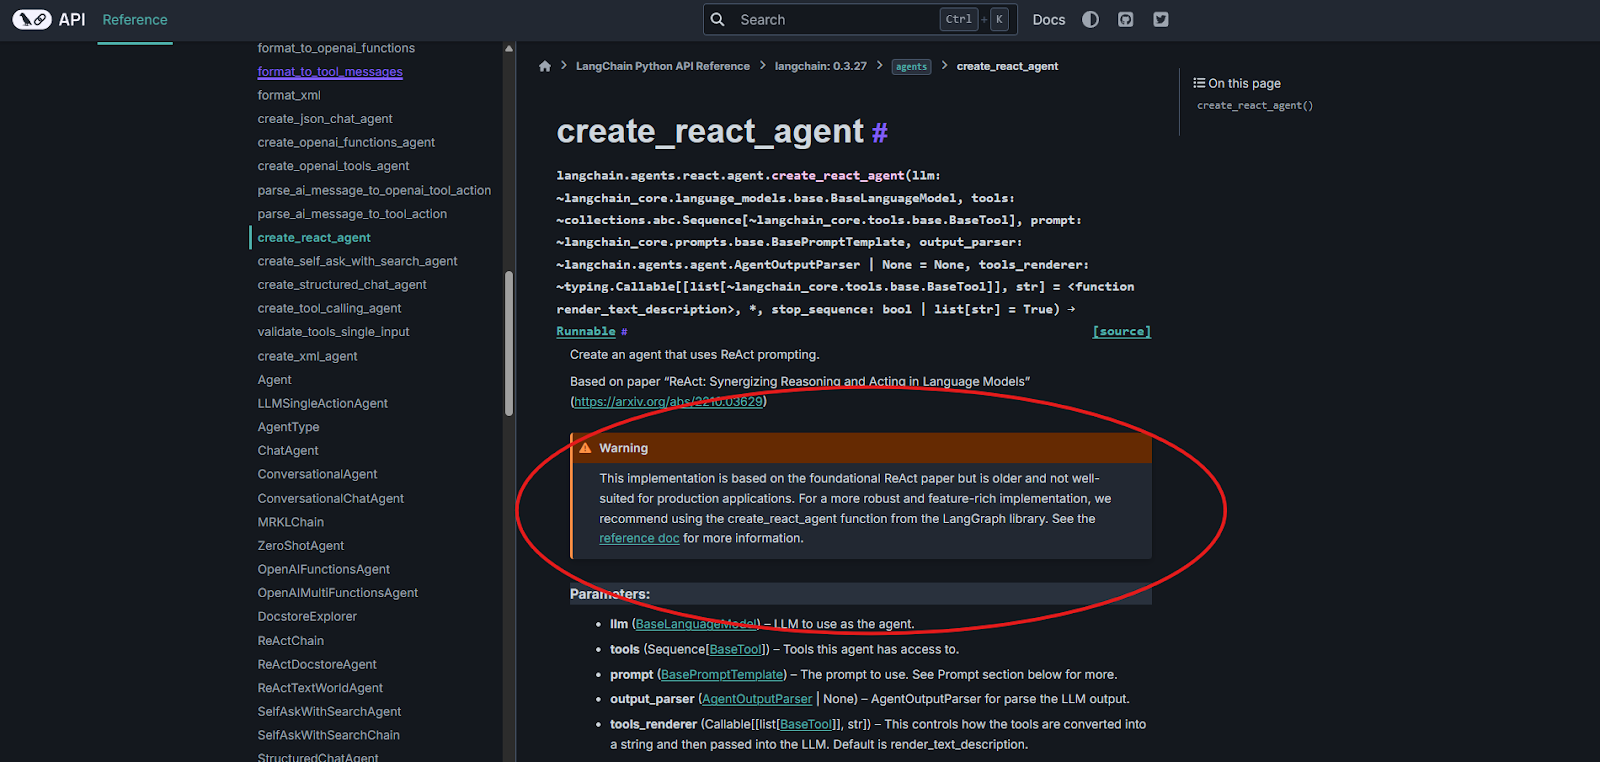 API
Reference
Search
Ctrl + K
Docs
format_to_openai_functions
format_to_tool_messages
format_xml
create_json_chat_agent
create_openai_functions_agent
create_openai_tools_agent
parse_ai_message_to_openai_tool_action
parse_ai_message_to_tool_action
create_react_agent
create_self_ask_with_search_agent
create_structured_chat_agent
create_tool_calling_agent
validate_tools_single_input
create_xml_agent
Agent
LLMSingleActionAgent
AgentType
ChatAgent
ConversationalAgent
ConversationalChatAgent
MRKLChain
ZeroShotAgent
OpenAIFunctionsAgent
OpenAIMultiFunctionsAgent
DocstoreExplorer
ReActChain
ReActDocstoreAgent
ReActTextWorldAgent
SelfAskWithSearchAgent
SelfAskWithSearchChain
StructuredChatAgent
LangChain Python API Reference > langchain: 0.3.27 > agents > create_react_agent
create_react_agent #
langchain.agents.react.agent.create_react_agent(llm:
~langchain_core.language_models.base.BaseLanguageModel, tools:
~collections.abc.Sequence[~langchain_core.tools.base.BaseTool], prompt:
~langchain_core.prompts.base.BasePromptTemplate, output_parser:
~langchain.agents.agent.AgentOutputParser | None = None, tools_renderer:
~typing.Callable[[list[~langchain_core.tools.base.BaseTool]], str] = <function
render_text_description>, *, stop_sequence: bool | list[str] = True) →
Runnable #
[source]
Create an agent that uses ReAct prompting.
Based on paper “ReAct: Synergizing Reasoning and Acting in Language Models”
(https://arxiv.org/abs/2210.03629)
Warning
This implementation is based on the foundational ReAct paper but is older and not well-
suited for production applications. For a more robust and feature-rich implementation, we
recommend using the create_react_agent function from the LangGraph library. See the
reference doc for more information.
Parameters:
• llm (BaseLanguageModel) – LLM to use as the agent.
• tools (Sequence[BaseTool]) – Tools this agent has access to.
• prompt (BasePromptTemplate) – The prompt to use. See Prompt section below for more.
• output_parser (AgentOutputParser | None) – AgentOutputParser for parse the LLM output.
• tools_renderer (Callable[[list[BaseTool]], str]) – This controls how the tools are converted into
a string and then passed into the LLM. Default is render_text_description.
On this page
create_react_agent()